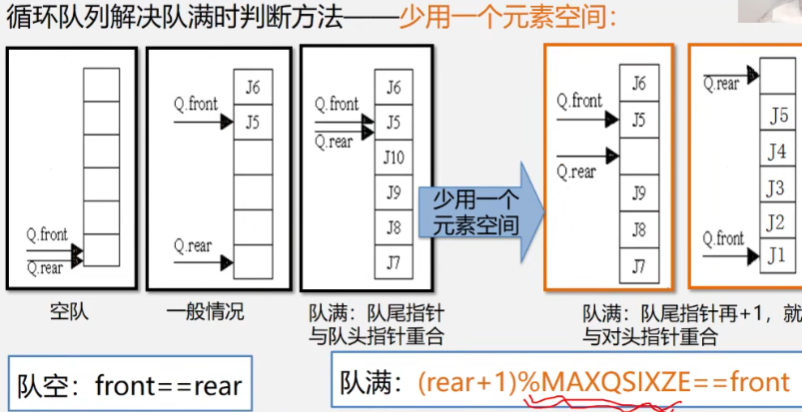 循环队列解决队满时判断方法——少用一个元素空间：
Q.front
Q.rear
空队
J6
Q.front
J5
Q.rear
一般情况
J6
Q.front
J5
Q.rear
J10
J9
J8
J7
队满：队尾指针
与队头指针重合
少用一个
元素空间
J6
Q.front
J5
Q.rear
J9
J8
J7
Q.rear
J5
J4
J3
J2
Q.front
J1
队满：队尾指针再+1，就
与对头指针重合
队空：front==rear
队满：(rear+1)%MAXQSIXZE==front